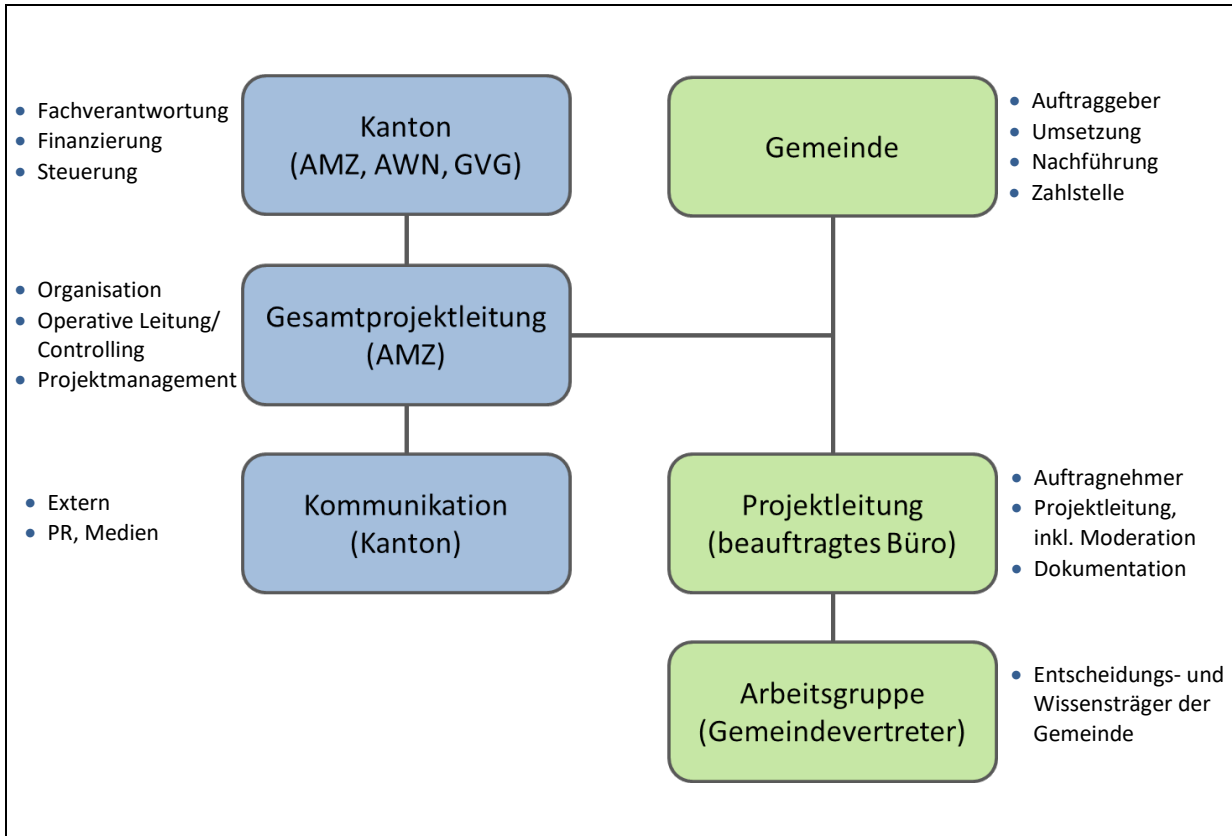 • Fachverantwortung
• Finanzierung
• Steuerung
Kanton
(AMZ, AWN, GVG)
Gemeinde
• Auftraggeber
• Umsetzung
• Nachführung
• Zahlstelle
• Organisation
• Operative Leitung/
Controlling
• Projektmanagement
Gesamtprojektleitung
(AMZ)
• Extern
• PR, Medien
Kommunikation
(Kanton)
Projektleitung
(beauftragtes Büro)
• Auftragnehmer
• Projektleitung,
inkl. Moderation
• Dokumentation
Arbeitsgruppe
(Gemeindevertreter)
• Entscheidungs- und
Wissensträger der
Gemeinde